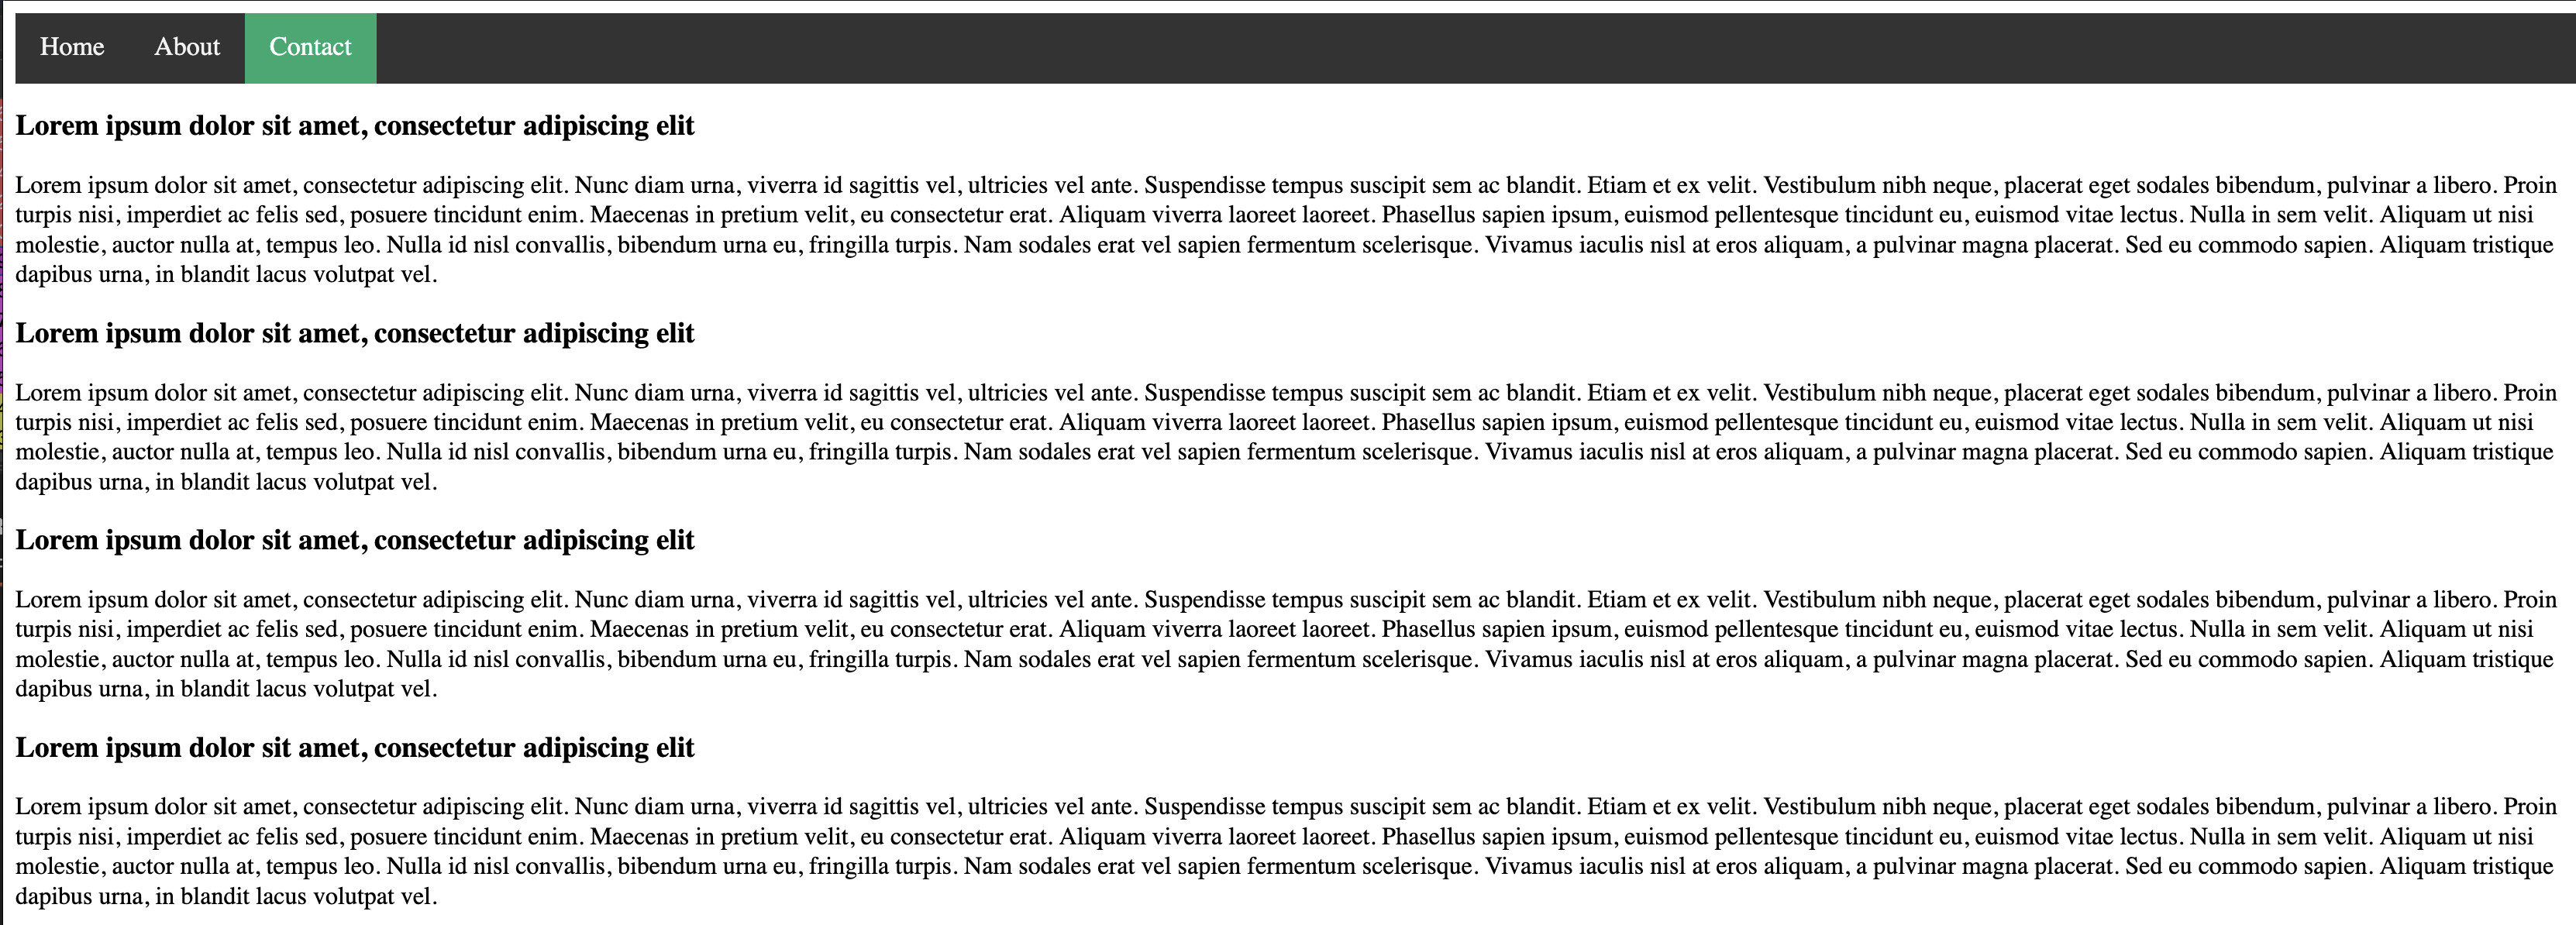 Home About Contact
Lorem ipsum dolor sit amet, consectetur adipiscing elit
Lorem ipsum dolor sit amet, consectetur adipiscing elit. Nunc diam urna, viverra id sagittis vel, ultricies vel ante. Suspendisse tempus suscipit sem ac blandit. Etiam et ex velit. Vestibulum nibh neque, placerat eget sodales bibendum, pulvinar a libero. Proin
turpis nisi, imperdiet ac felis sed, posuere tincidunt enim. Maecenas in pretium velit, eu consectetur erat. Aliquam viverra laoreet laoreet. Phasellus sapien ipsum, euismod pellentesque tincidunt eu, euismod vitae lectus. Nulla in sem velit. Aliquam ut nisi
molestie, auctor nulla at, tempus leo. Nulla id nisl convallis, bibendum urna eu, fringilla turpis. Nam sodales erat vel sapien fermentum scelerisque. Vivamus iaculis nisl at eros aliquam, a pulvinar magna placerat. Sed eu commodo sapien. Aliquam tristique
dapibus urna, in blandit lacus volutpat vel.
Lorem ipsum dolor sit amet, consectetur adipiscing elit
Lorem ipsum dolor sit amet, consectetur adipiscing elit. Nunc diam urna, viverra id sagittis vel, ultricies vel ante. Suspendisse tempus suscipit sem ac blandit. Etiam et ex velit. Vestibulum nibh neque, placerat eget sodales bibendum, pulvinar a libero. Proin
turpis nisi, imperdiet ac felis sed, posuere tincidunt enim. Maecenas in pretium velit, eu consectetur erat. Aliquam viverra laoreet laoreet. Phasellus sapien ipsum, euismod pellentesque tincidunt eu, euismod vitae lectus. Nulla in sem velit. Aliquam ut nisi
molestie, auctor nulla at, tempus leo. Nulla id nisl convallis, bibendum urna eu, fringilla turpis. Nam sodales erat vel sapien fermentum scelerisque. Vivamus iaculis nisl at eros aliquam, a pulvinar magna placerat. Sed eu commodo sapien. Aliquam tristique
dapibus urna, in blandit lacus volutpat vel.
Lorem ipsum dolor sit amet, consectetur adipiscing elit
Lorem ipsum dolor sit amet, consectetur adipiscing elit. Nunc diam urna, viverra id sagittis vel, ultricies vel ante. Suspendisse tempus suscipit sem ac blandit. Etiam et ex velit. Vestibulum nibh neque, placerat eget sodales bibendum, pulvinar a libero. Proin
turpis nisi, imperdiet ac felis sed, posuere tincidunt enim. Maecenas in pretium velit, eu consectetur erat. Aliquam viverra laoreet laoreet. Phasellus sapien ipsum, euismod pellentesque tincidunt eu, euismod vitae lectus. Nulla in sem velit. Aliquam ut nisi
molestie, auctor nulla at, tempus leo. Nulla id nisl convallis, bibendum urna eu, fringilla turpis. Nam sodales erat vel sapien fermentum scelerisque. Vivamus iaculis nisl at eros aliquam, a pulvinar magna placerat. Sed eu commodo sapien. Aliquam tristique
dapibus urna, in blandit lacus volutpat vel.
Lorem ipsum dolor sit amet, consectetur adipiscing elit
Lorem ipsum dolor sit amet, consectetur adipiscing elit. Nunc diam urna, viverra id sagittis vel, ultricies vel ante. Suspendisse tempus suscipit sem ac blandit. Etiam et ex velit. Vestibulum nibh neque, placerat eget sodales bibendum, pulvinar a libero. Proin
turpis nisi, imperdiet ac felis sed, posuere tincidunt enim. Maecenas in pretium velit, eu consectetur erat. Aliquam viverra laoreet laoreet. Phasellus sapien ipsum, euismod pellentesque tincidunt eu, euismod vitae lectus. Nulla in sem velit. Aliquam ut nisi
molestie, auctor nulla at, tempus leo. Nulla id nisl convallis, bibendum urna eu, fringilla turpis. Nam sodales erat vel sapien fermentum scelerisque. Vivamus iaculis nisl at eros aliquam, a pulvinar magna placerat. Sed eu commodo sapien. Aliquam tristique
dapibus urna, in blandit lacus volutpat vel.